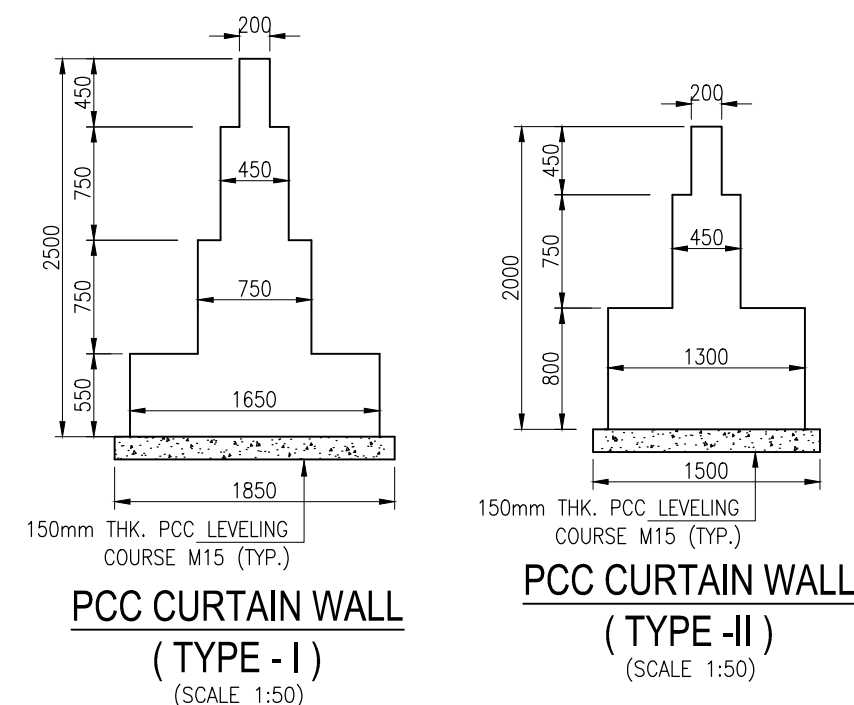 200
450
750
450
2500
750
750
550
1650
1850
150mm THK. PCC LEVELING
COURSE M15 (TYP.)
PCC CURTAIN WALL
( TYPE - I )
(SCALE 1:50)
200
450
750
450
2000
800
1300
1500
150mm THK. PCC LEVELING
COURSE M15 (TYP.)
PCC CURTAIN WALL
( TYPE -II )
(SCALE 1:50)